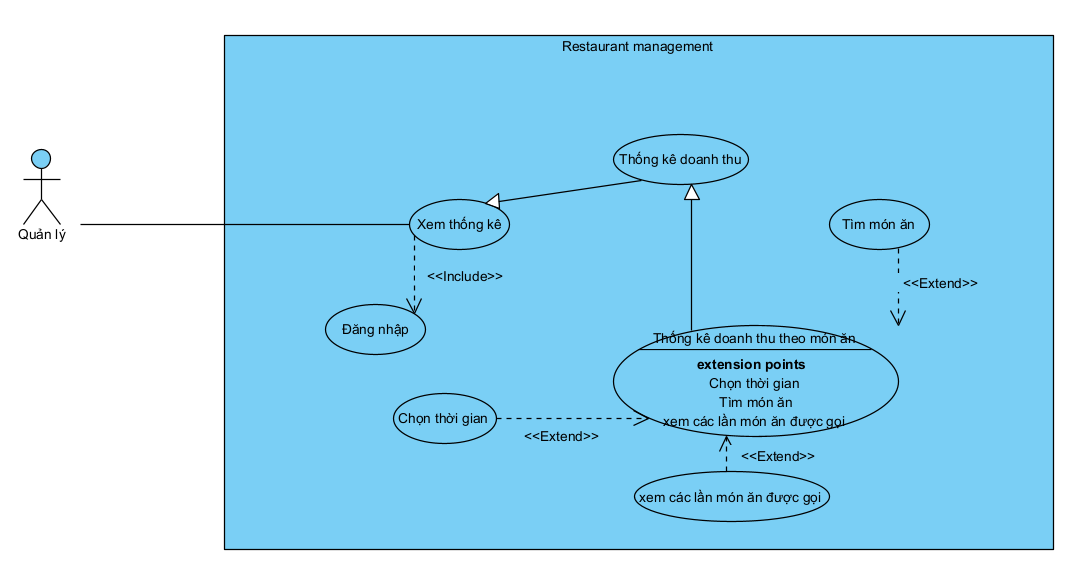 Restaurant management
Thống kê doanh thu
Quản lý
Xem thống kê
Tìm món ăn
<<Include>>
<<Extend>>
Đăng nhập
Thống kê doanh thu theo món ăn
extension points
Chọn thời gian
Tìm món ăn
xem các lần món ăn được gọi
Chọn thời gian
<<Extend>>
<<Extend>>
xem các lần món ăn được gọi